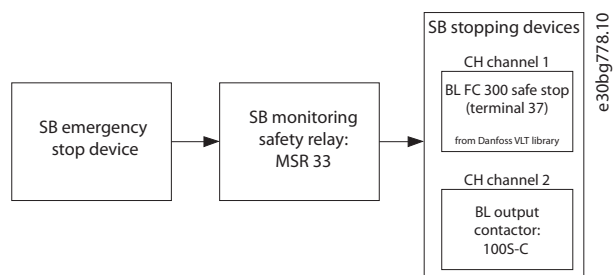 SB emergency
stop device
SB monitoring
safety relay:
MSR 33
SB stopping devices
CH channel 1
BL FC 300 safe stop
(terminal 37)
from Danfoss VLT library
CH channel 2
BL output
contactor:
100S-C
e30bg778.10